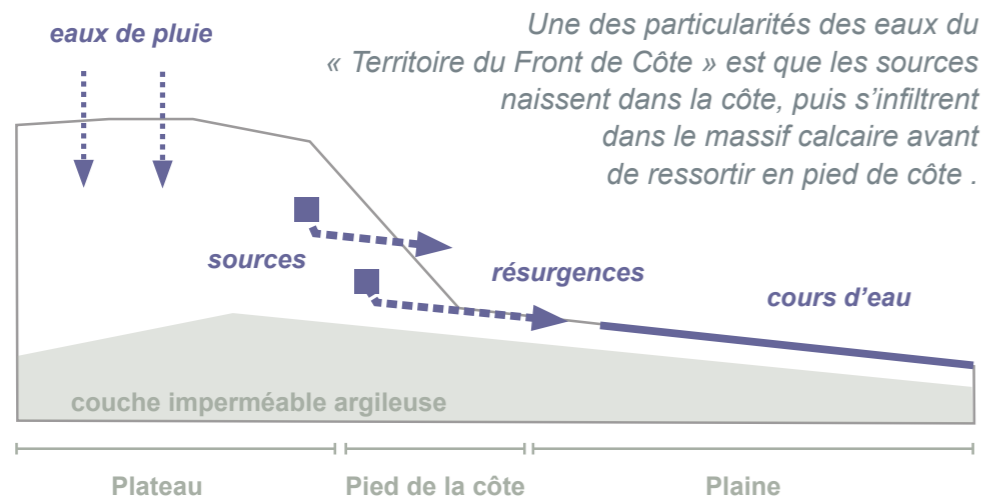 eaux de pluie
Une des particularités des eaux du
« Territoire du Front de Côte » est que les sources
naissent dans la côte, puis s’infiltrent
dans le massif calcaire avant
de ressortir en pied de côte .
sources
résurgences
cours d’eau
couche imperméable argileuse
Plateau
Pied de la côte
Plaine